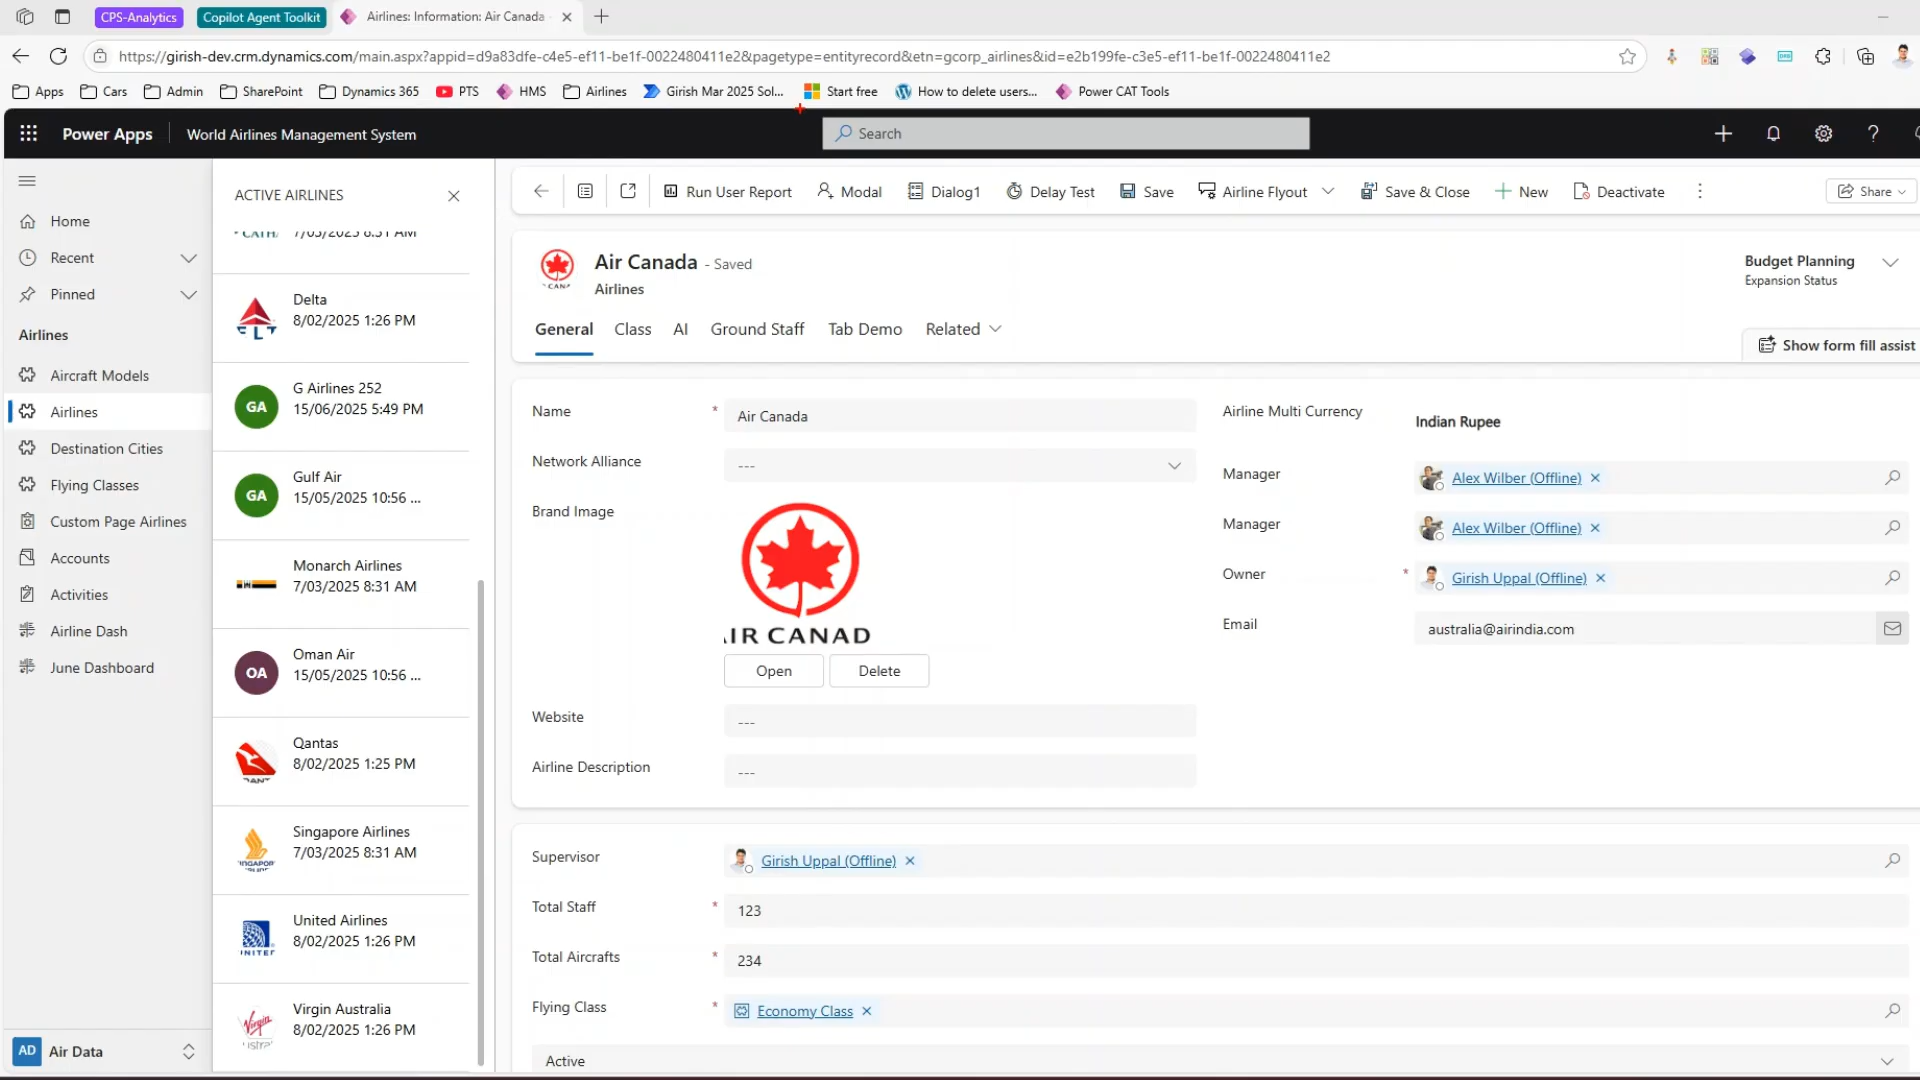 CPS-Analytics
Copilot Agent Toolkit
Airlines: Information: Air Canada
https://girish-dev.crm.dynamics.com/main.aspx?appid=d9a83dfe-c4e5-ef11-be1f-0022480411e2&pagetype=entityrecord&etn=gcorp_airlines&id=e2b199fe-c3e5-ef11-be1f-0022480411e2
Apps Cars Admin SharePoint Dynamics 365 PTS HMS Airlines Girish Mar 2025 Sol... Start free How to delete users... Power CAT Tools
Power Apps World Airlines Management System
Search
Home
Recent
Pinned
Airlines
Aircraft Models
Airlines
Destination Cities
Flying Classes
Custom Page Airlines
Accounts
Activities
Airline Dash
June Dashboard
AD Air Data
ACTIVE AIRLINES
7/03/2025 8:31 AM
Delta
8/02/2025 1:26 PM
GA
G Airlines 252
15/06/2025 5:49 PM
GA
Gulf Air
15/05/2025 10:56 ...
Monarch Airlines
7/03/2025 8:31 AM
OA
Oman Air
15/05/2025 10:56 ...
Qantas
8/02/2025 1:25 PM
Singapore Airlines
7/03/2025 8:31 AM
United Airlines
8/02/2025 1:26 PM
Virgin Australia
8/02/2025 1:26 PM
Run User Report Modal Dialog1 Delay Test Save Airline Flyout Save & Close New Deactivate Share
Air Canada - Saved
Airlines
Budget Planning
Expansion Status
General Class AI Ground Staff Tab Demo Related
Show form fill assist
Name * Air Canada
Network Alliance ---
Brand Image
AIR CANAD
Open Delete
Website ---
Airline Description ---
Airline Multi Currency Indian Rupee
Manager Alex Wilber (Offline)
Manager Alex Wilber (Offline)
Owner * Girish Uppal (Offline)
Email australia@airindia.com
Supervisor Girish Uppal (Offline)
Total Staff * 123
Total Aircrafts * 234
Flying Class * Economy Class
Active